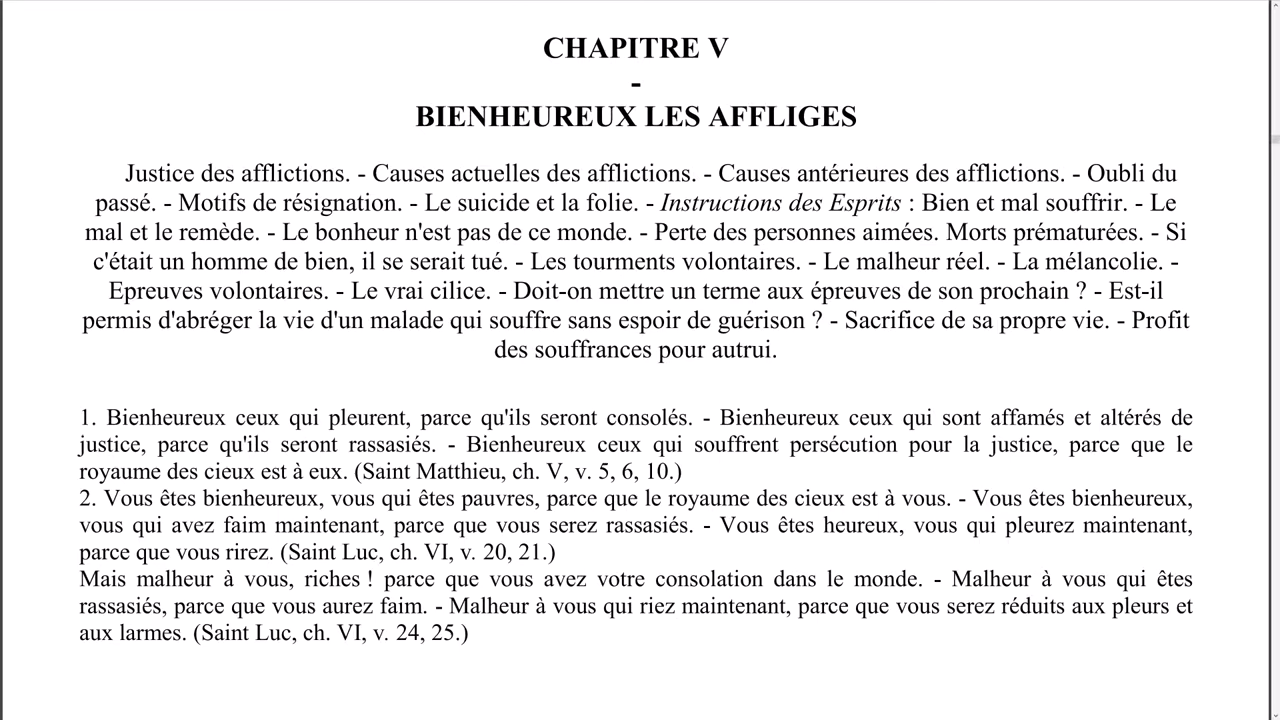 CHAPITRE V
-
BIENHEUREUX LES AFFLIGES
Justice des afflictions. - Causes actuelles des afflictions. - Causes antérieures des afflictions. - Oubli du
passé. - Motifs de résignation. - Le suicide et la folie. - Instructions des Esprits : Bien et mal souffrir. - Le
mal et le remède. - Le bonheur n'est pas de ce monde. - Perte des personnes aimées. Morts prématurées. - Si
c'était un homme de bien, il se serait tué. - Les tourments volontaires. - Le malheur réel. - La mélancolie. -
Epreuves volontaires. - Le vrai cilice. - Doit-on mettre un terme aux épreuves de son prochain ? - Est-il
permis d'abréger la vie d'un malade qui souffre sans espoir de guérison ? - Sacrifice de sa propre vie. - Profit
des souffrances pour autrui.
1. Bienheureux ceux qui pleurent, parce qu'ils seront consolés. - Bienheureux ceux qui sont affamés et altérés de
justice, parce qu'ils seront rassasiés. - Bienheureux ceux qui souffrent persécution pour la justice, parce que le
royaume des cieux est à eux. (Saint Matthieu, ch. V, v. 5, 6, 10.)
2. Vous êtes bienheureux, vous qui êtes pauvres, parce que le royaume des cieux est à vous. - Vous êtes bienheureux,
vous qui avez faim maintenant, parce que vous serez rassasiés. - Vous êtes heureux, vous qui pleurez maintenant,
parce que vous rirez. (Saint Luc, ch. VI, v. 20, 21.)
Mais malheur à vous, riches ! parce que vous avez votre consolation dans le monde. - Malheur à vous qui êtes
rassasiés, parce que vous aurez faim. - Malheur à vous qui riez maintenant, parce que vous serez réduits aux pleurs et
aux larmes. (Saint Luc, ch. VI, v. 24, 25.)